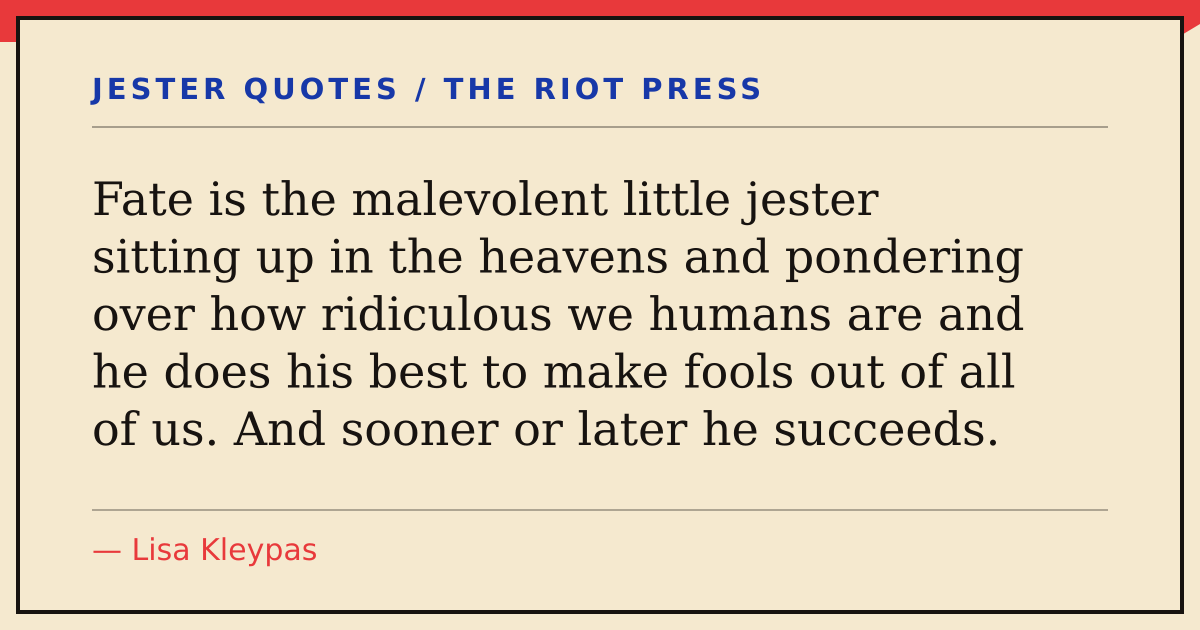 JESTER QUOTES / THE RIOT PRESS
Fate is the malevolent little jester
sitting up in the heavens and pondering
over how ridiculous we humans are and
he does his best to make fools out of all
of us. And sooner or later he succeeds.
— Lisa Kleypas